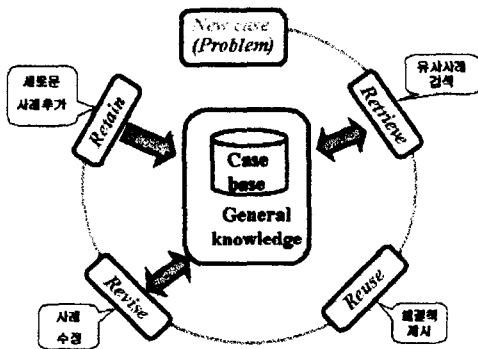 New case
(Problem)
유사사례
검색
Retrieve
새로운
사례추가
Retain
Case
base
General
knowledge
Revise
사례
수정
Reuse
해결책
제시